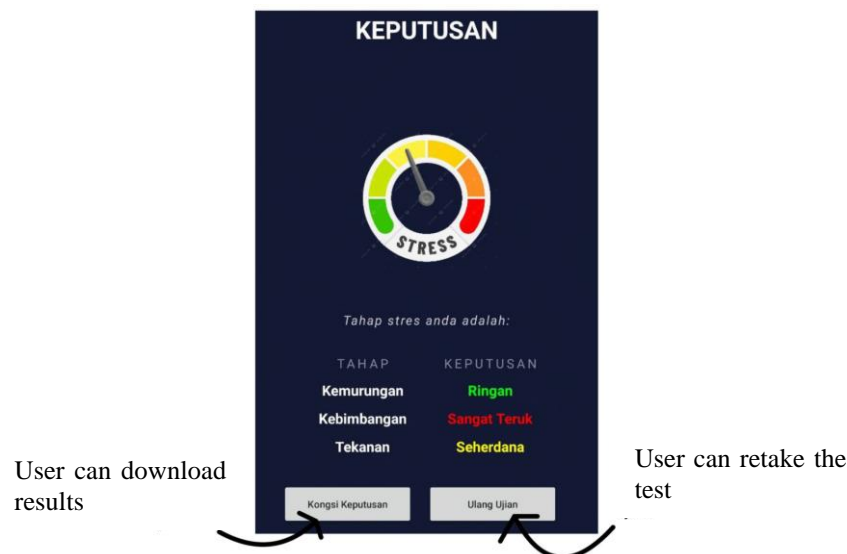 KEPUTUSAN
STRESS
Tahap stres anda adalah:
TAHAP KEPUTUSAN
Kemurungan Ringan
Kebimbangan Sangat Teruk
Tekanan Seherdana
User can download
results
Kongsi Keputusan Ulang Ujian
User can retake the
test